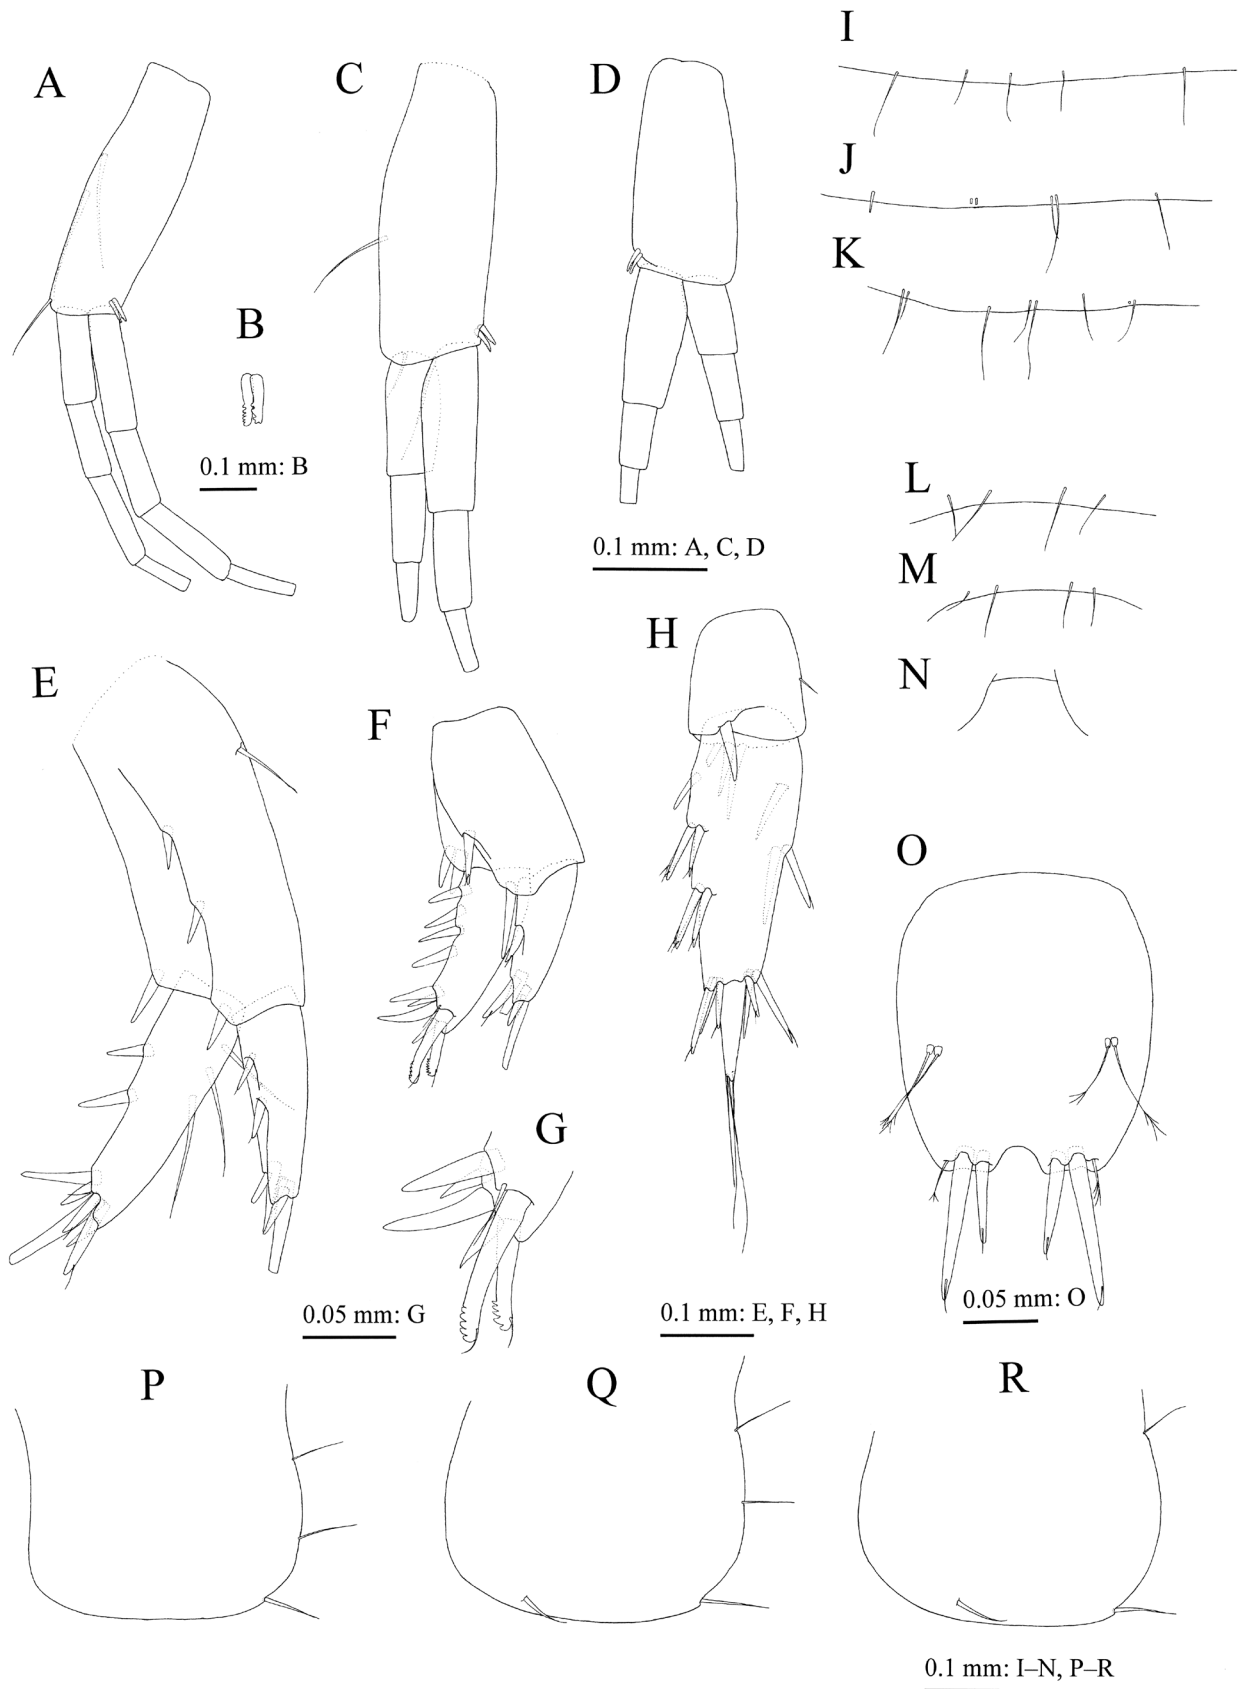 A
B
0.1 mm: B
C
D
0.1 mm: A, C, D
I
J
K
L
M
N
E
F
G
0.05 mm: G
H
0.1 mm: E, F, H
O
0.05 mm: O
P
Q
R
0.1 mm: I–N, P–R